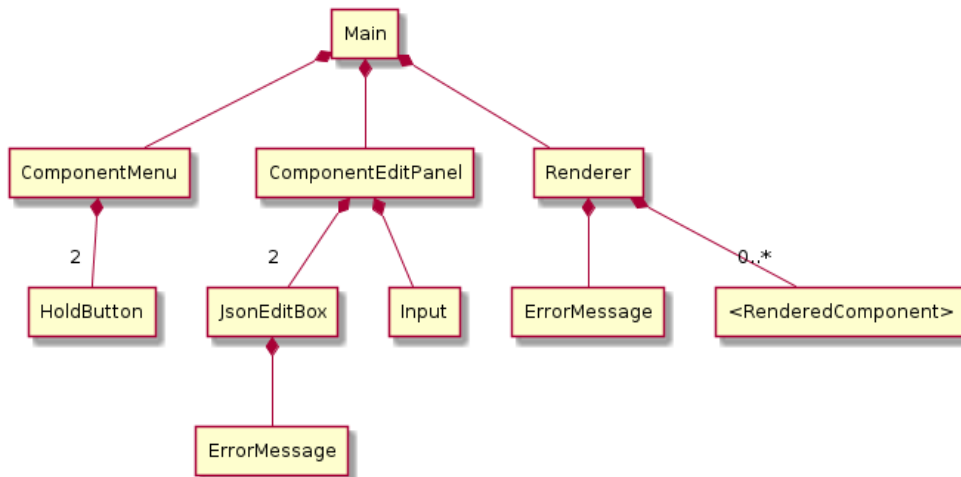 Main
ComponentMenu
ComponentEditPanel
Renderer
2
2
0..*
HoldButton
JsonEditBox
Input
ErrorMessage
<RenderedComponent>
ErrorMessage